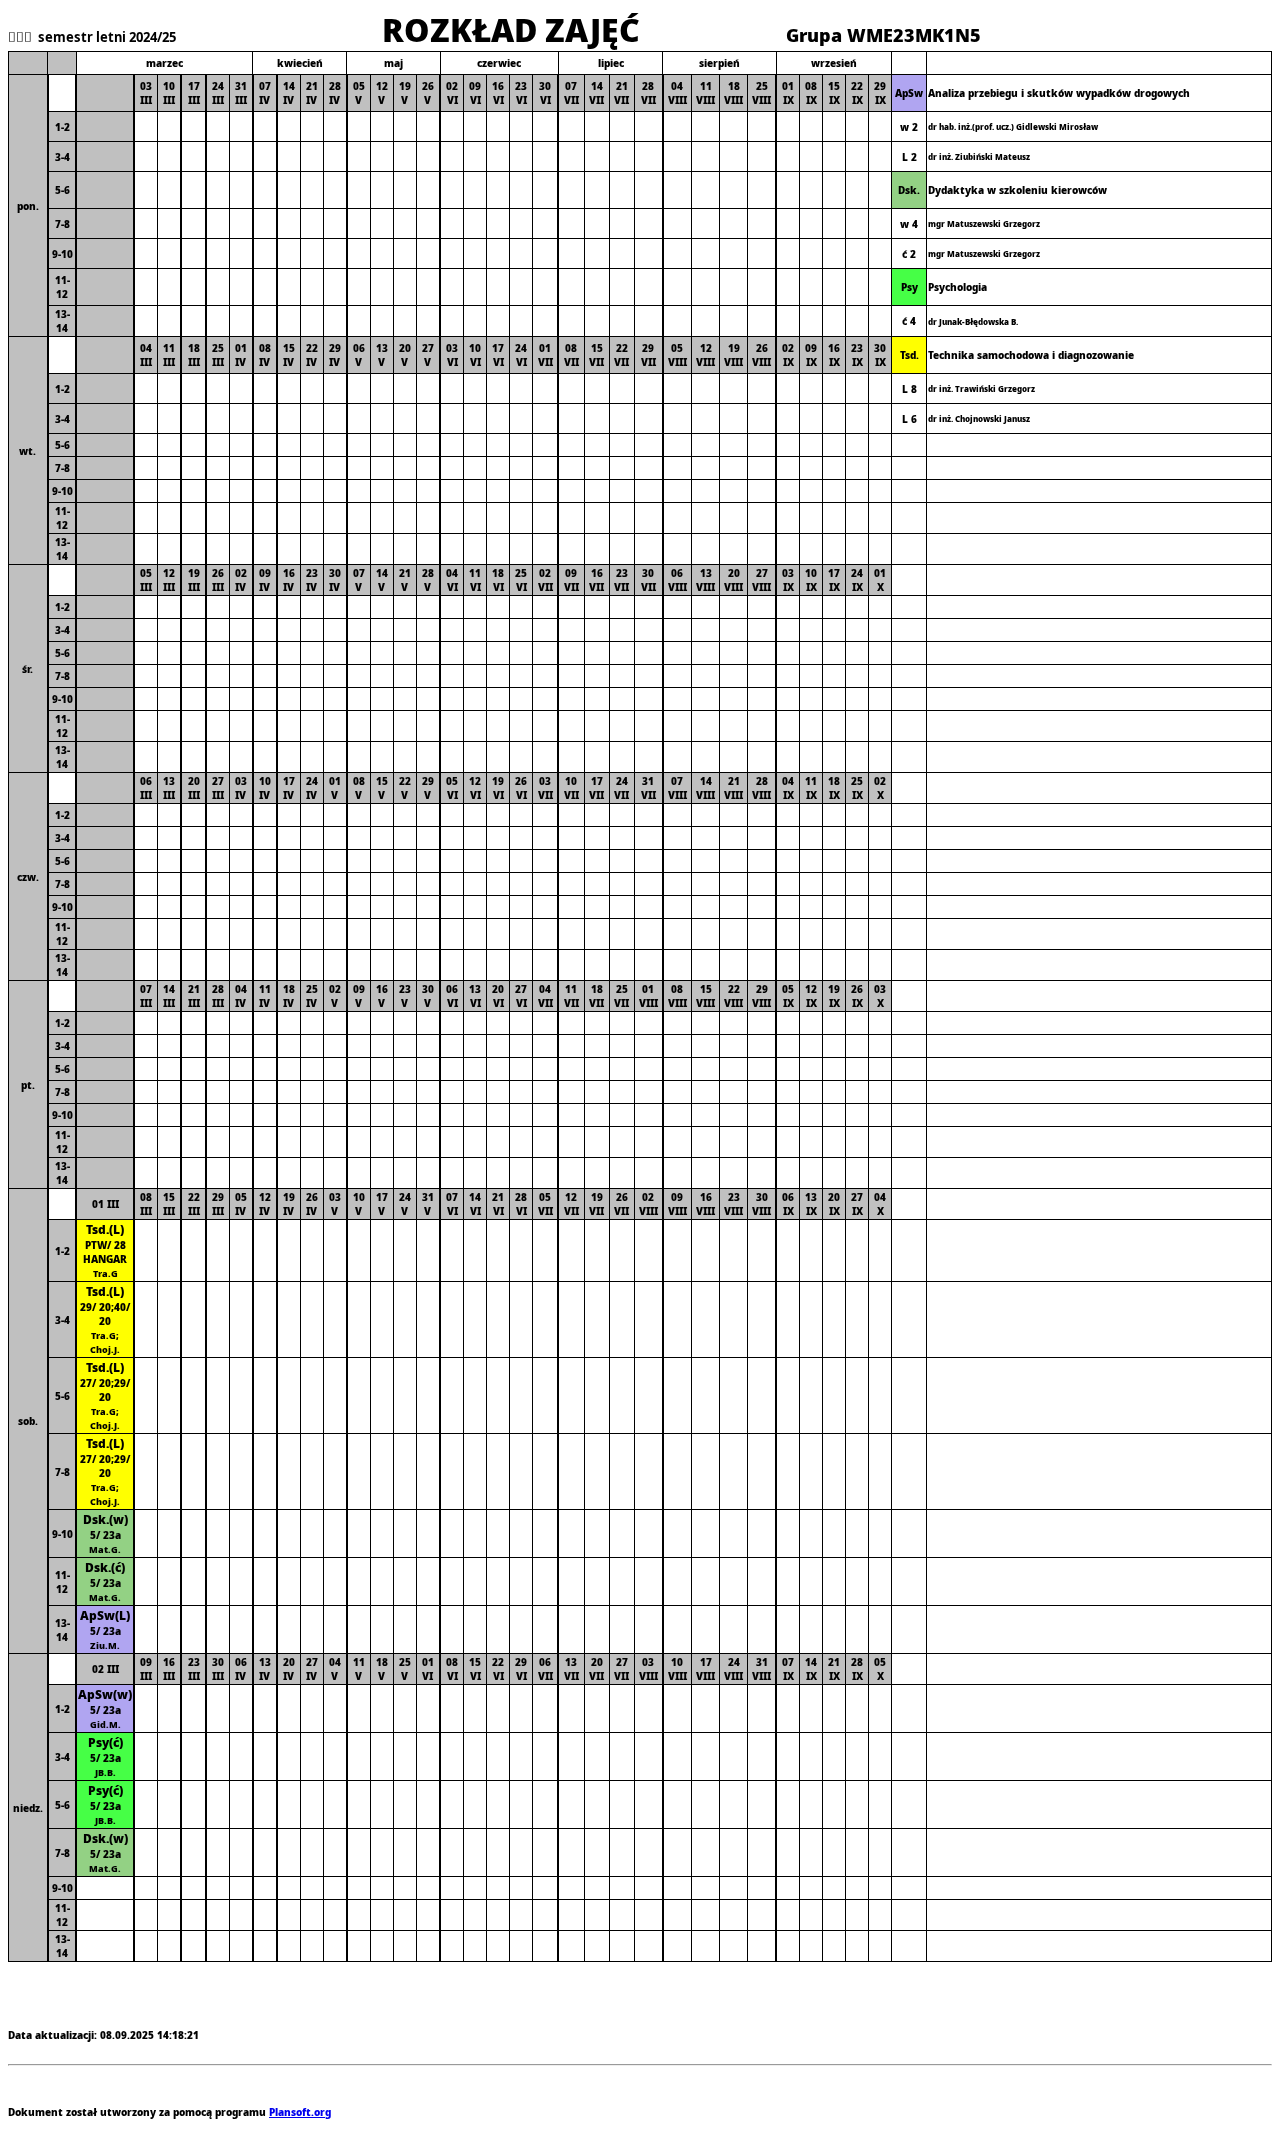 semestr letni 2024/25 ROZKŁAD ZAJĘĆ Grupa WME23MK1N5
marzec kwiecień maj czerwiec lipiec sierpień wrzesień
pon. 03 III 10 III 17 III 24 III 31 III 07 IV 14 IV 21 IV 28 IV 05 V 12 V 19 V 26 V 02 VI 09 VI 16 VI 23 VI 30 VI 07 VII 14 VII 21 VII 28 VII 04 VIII 11 VIII 18 VIII 25 VIII 01 IX 08 IX 15 IX 22 IX 29 IX ApSw Analiza przebiegu i skutków wypadków drogowych
1-2 w 2 dr hab. inż.(prof. ucz.) Gidlewski Mirosław
3-4 L 2 dr inż. Ziubiński Mateusz
5-6 Dsk. Dydaktyka w szkoleniu kierowców
7-8 w 4 mgr Matuszewski Grzegorz
9-10 ć 2 mgr Matuszewski Grzegorz
11-12 Psy Psychologia
13-14 ć 4 dr Junak-Błędowska B.
wt. 04 III 11 III 18 III 25 III 01 IV 08 IV 15 IV 22 IV 29 IV 06 V 13 V 20 V 27 V 03 VI 10 VI 17 VI 24 VI 01 VII 08 VII 15 VII 22 VII 29 VII 05 VIII 12 VIII 19 VIII 26 VIII 02 IX 09 IX 16 IX 23 IX 30 IX Tsd. Technika samochodowa i diagnozowanie
1-2 L 8 dr inż. Trawiński Grzegorz
3-4 L 6 dr inż. Chojnowski Janusz
5-6
7-8
9-10
11-12
13-14
śr. 05 III 12 III 19 III 26 III 02 IV 09 IV 16 IV 23 IV 30 IV 07 V 14 V 21 V 28 V 04 VI 11 VI 18 VI 25 VI 02 VII 09 VII 16 VII 23 VII 30 VII 06 VIII 13 VIII 20 VIII 27 VIII 03 IX 10 IX 17 IX 24 IX 01 X
1-2
3-4
5-6
7-8
9-10
11-12
13-14
czw. 06 III 13 III 20 III 27 III 03 IV 10 IV 17 IV 24 IV 01 V 08 V 15 V 22 V 29 V 05 VI 12 VI 19 VI 26 VI 03 VII 10 VII 17 VII 24 VII 31 VII 07 VIII 14 VIII 21 VIII 28 VIII 04 IX 11 IX 18 IX 25 IX 02 X
1-2
3-4
5-6
7-8
9-10
11-12
13-14
pt. 07 III 14 III 21 III 28 III 04 IV 11 IV 18 IV 25 IV 02 V 09 V 16 V 23 V 30 V 06 VI 13 VI 20 VI 27 VI 04 VII 11 VII 18 VII 25 VII 01 VIII 08 VIII 15 VIII 22 VIII 29 VIII 05 IX 12 IX 19 IX 26 IX 03 X
1-2
3-4
5-6
7-8
9-10
11-12
13-14
sob. 01 III 08 III 15 III 22 III 29 III 05 IV 12 IV 19 IV 26 IV 03 V 10 V 17 V 24 V 31 V 07 VI 14 VI 21 VI 28 VI 05 VII 12 VII 19 VII 26 VII 02 VIII 09 VIII 16 VIII 23 VIII 30 VIII 06 IX 13 IX 20 IX 27 IX 04 X
1-2 Tsd.(L) PTW/ 28 HANGAR Tra.G
3-4 Tsd.(L) 29/ 20;40/ 20 Tra.G; Choj.J.
5-6 Tsd.(L) 27/ 20;29/ 20 Tra.G; Choj.J.
7-8 Tsd.(L) 27/ 20;29/ 20 Tra.G; Choj.J.
9-10 Dsk.(w) 5/ 23a Mat.G.
11-12 Dsk.(ć) 5/ 23a Mat.G.
13-14 ApSw(L) 5/ 23a Ziu.M.
niedz. 02 III 09 III 16 III 23 III 30 III 06 IV 13 IV 20 IV 27 IV 04 V 11 V 18 V 25 V 01 VI 08 VI 15 VI 22 VI 29 VI 06 VII 13 VII 20 VII 27 VII 03 VIII 10 VIII 17 VIII 24 VIII 31 VIII 07 IX 14 IX 21 IX 28 IX 05 X
1-2 ApSw(w) 5/ 23a Gid.M.
3-4 Psy(ć) 5/ 23a JB.B.
5-6 Psy(ć) 5/ 23a JB.B.
7-8 Dsk.(w) 5/ 23a Mat.G.
9-10
11-12
13-14
Data aktualizacji: 08.09.2025 14:18:21
Dokument został utworzony za pomocą programu Plansoft.org